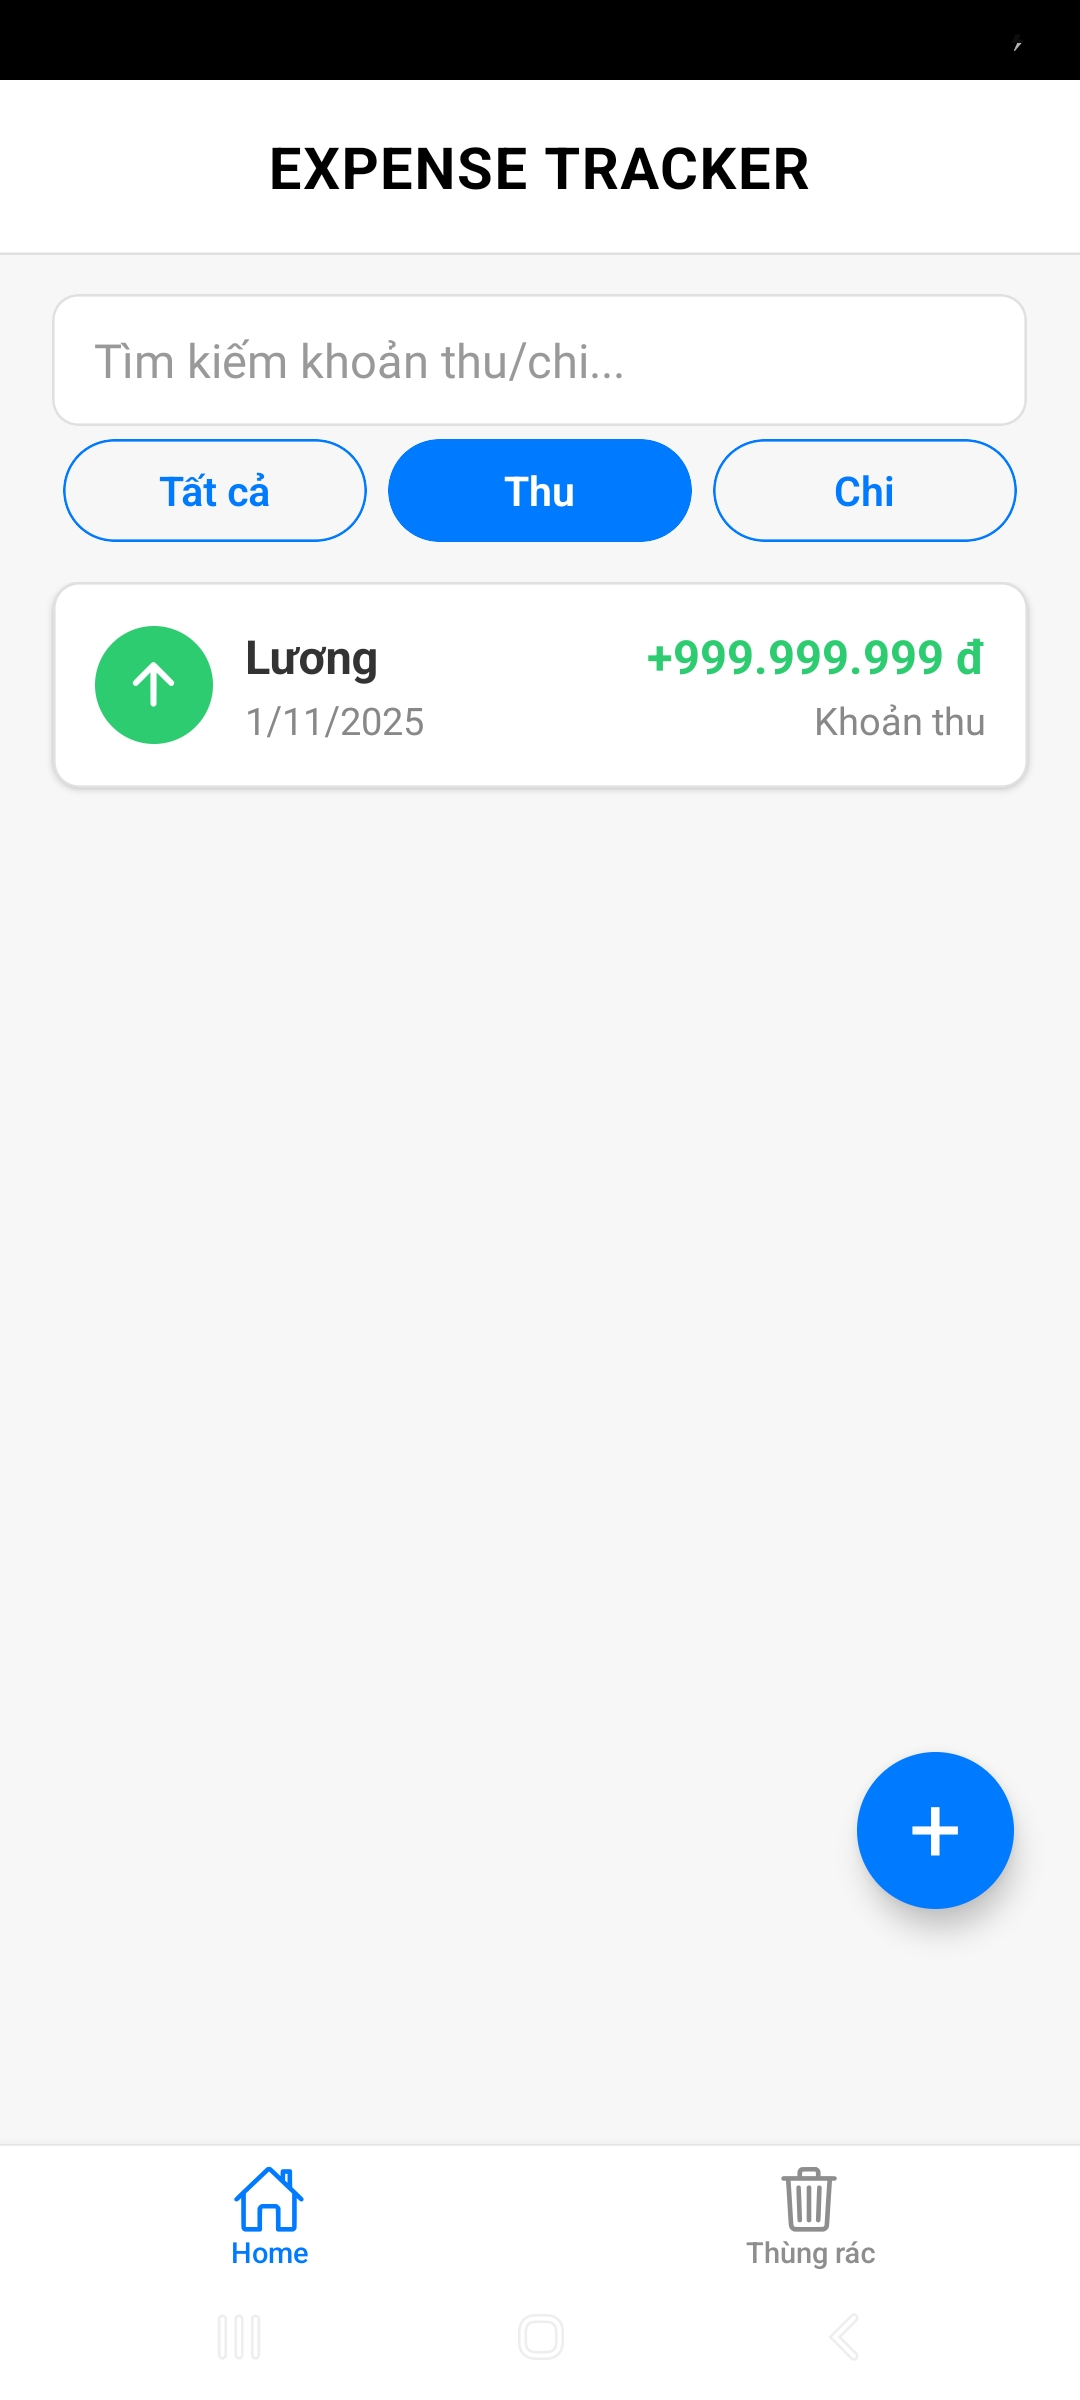 EXPENSE TRACKER
Tìm kiếm khoản thu/chi...
Tất cả
Thu
Chi
Lương
+999.999.999 đ
1/11/2025
Khoản thu
+
Home
Thùng rác